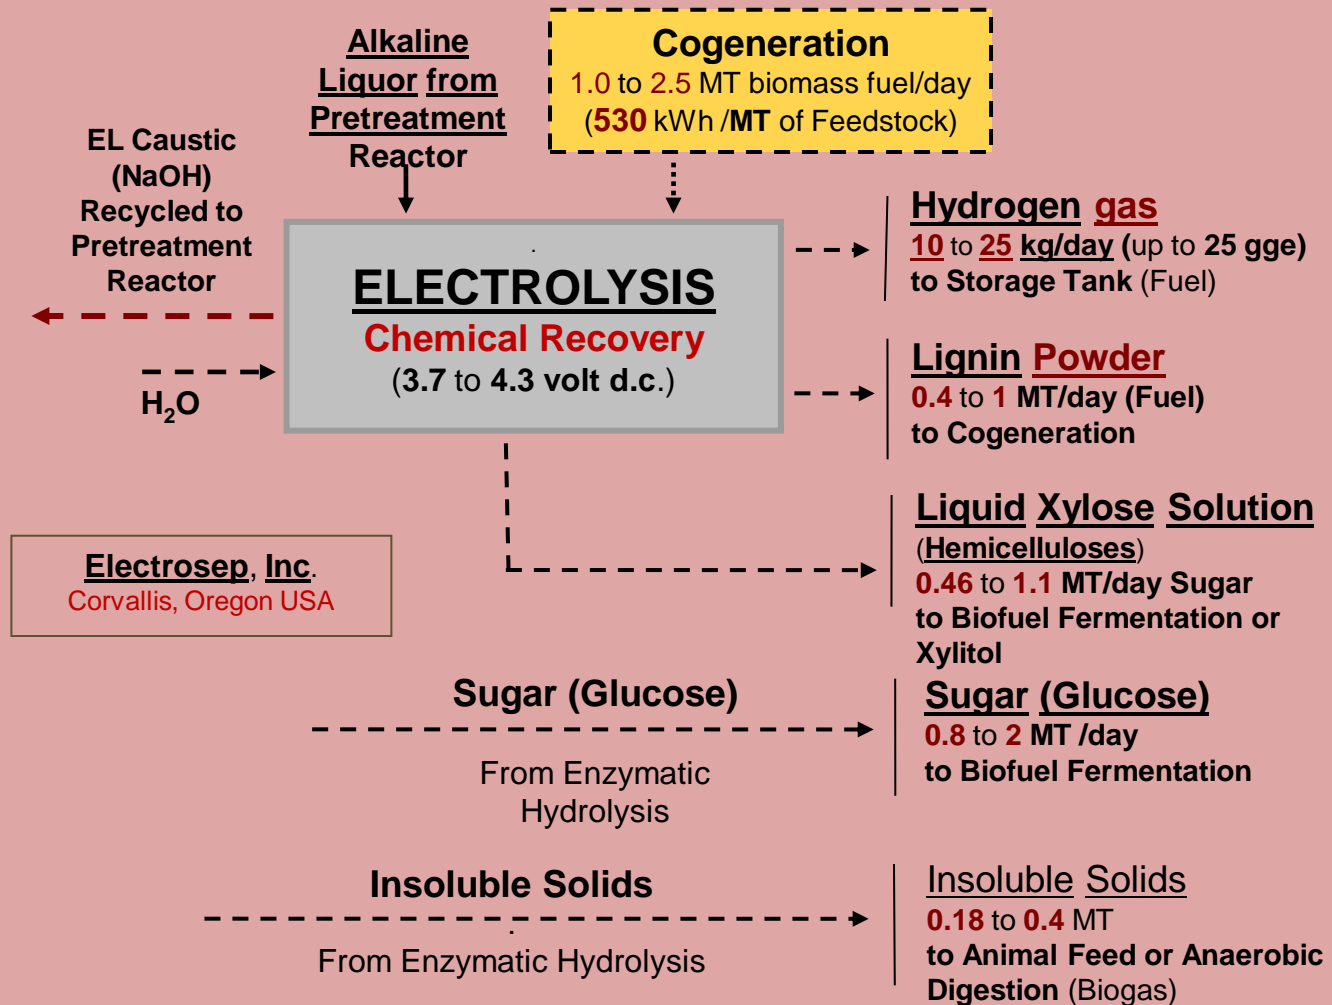 Alkaline
Liquor from
Pretreatment
Reactor
Cogeneration
1.0 to 2.5 MT biomass fuel/day
(530 kWh /MT of Feedstock)
EL Caustic
(NaOH)
Recycled to
Pretreatment
Reactor
H2O
.
ELECTROLYSIS
Chemical Recovery
(3.7 to 4.3 volt d.c.)
Hydrogen gas
10 to 25 kg/day (up to 25 gge)
to Storage Tank (Fuel)
Lignin Powder
0.4 to 1 MT/day (Fuel)
to Cogeneration
Liquid Xylose Solution
(Hemicelluloses)
0.46 to 1.1 MT/day Sugar
to Biofuel Fermentation or
Xylitol
Electrosep, Inc.
Corvallis, Oregon USA
Sugar (Glucose)
From Enzymatic
Hydrolysis
Sugar (Glucose)
0.8 to 2 MT /day
to Biofuel Fermentation
Insoluble Solids
.
From Enzymatic Hydrolysis
Insoluble Solids
0.18 to 0.4 MT
to Animal Feed or Anaerobic
Digestion (Biogas)